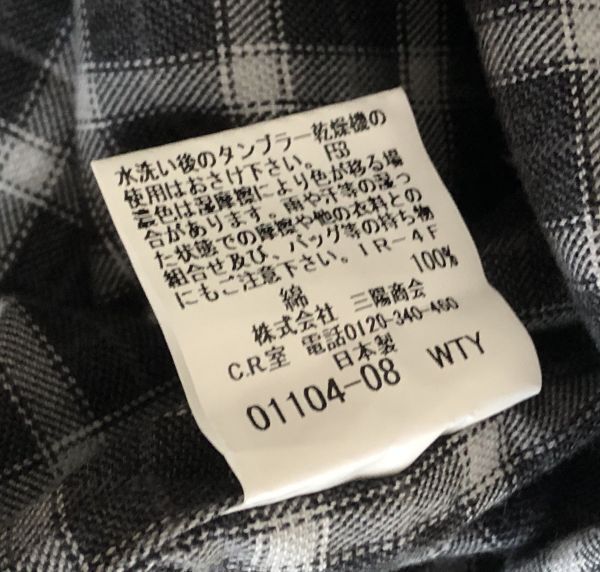 水洗い後のタンブラー乾燥機の
使用はおさけ下さい。 F53
濃色は湿摩擦により色が移る場
合があります。雨や汗等の湿っ
た状態での摩擦や他の衣料との
組合せ及び、バッグ等の持ち物
にもご注意下さい。IR-4F
綿 100%
株式会社 三陽商会
C.R室 電話0120-340-460
日本製
01104-08 WTY